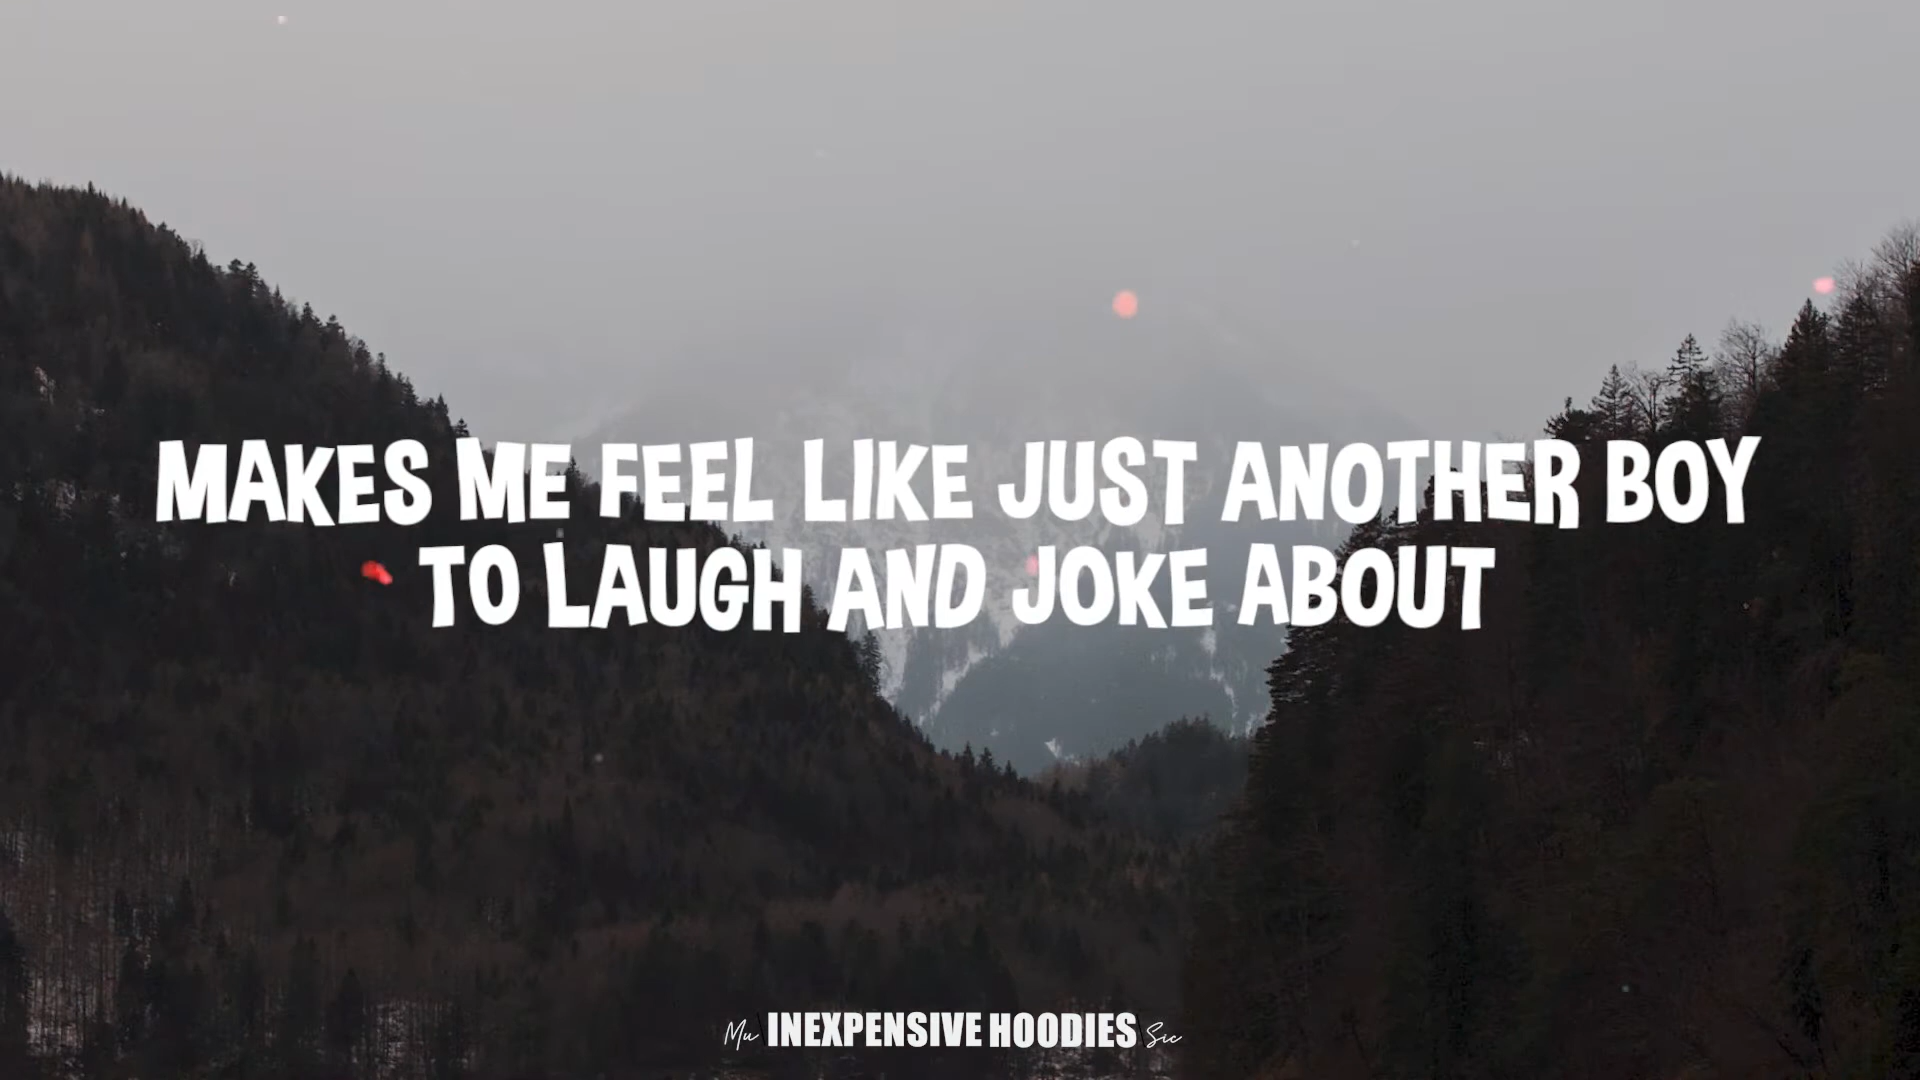 MAKES ME FEEL LIKE JUST ANOTHER BOY
TO LAUGH AND JOKE ABOUT
Mu INEXPENSIVE HOODIES Sic